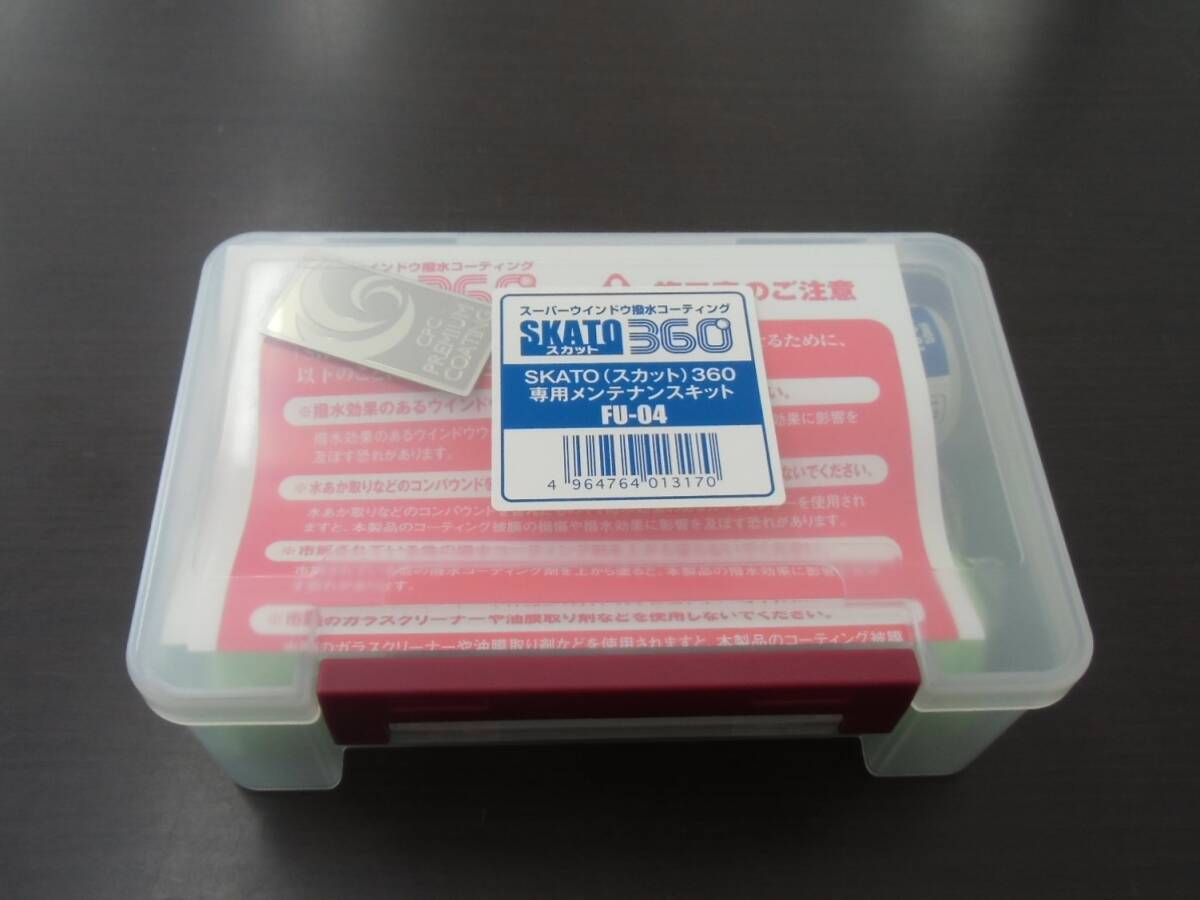 スーパーウインドウ撥水コーティング
SKATO 360°
スカット
SKATO(スカット)360
専用メンテナンスキット
FU-04
4 964764 013170
CPC
PREMIUM
COATING
インドウ撥水コーティング
のご注意
るために、
以下の
※撥水効果のあるウインドウ
い。
撥水効果のあるウインドウウ
効果に影響を
及ぼす恐れがあります。
※水あか取りなどのコンパウンドを
ないでください。
水あか取りなどのコンパウンドを
ーを使用され
ますと、本製品のコーティング被膜の損傷や撥水効果に影響を及ぼす恐れがあります。
の撥水コーティング剤を上から塗ると、本製品の撥水効果に影響
す恐れがあります。
のガラスクリーナーや油膜取り剤などを使用しないでください。
のガラスクリーナーや油膜取り剤などを使用されますと、本製品のコーティング被膜